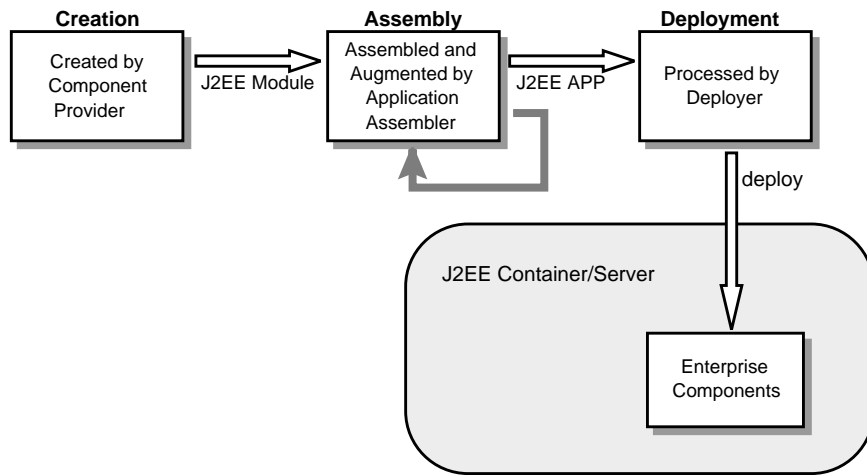 Creation
Assembly
Deployment
Created by
Component
Provider
J2EE Module
Assembled and
Augmented by
Application
Assembler
J2EE APP
Processed by
Deployer
deploy
J2EE Container/Server
Enterprise
Components